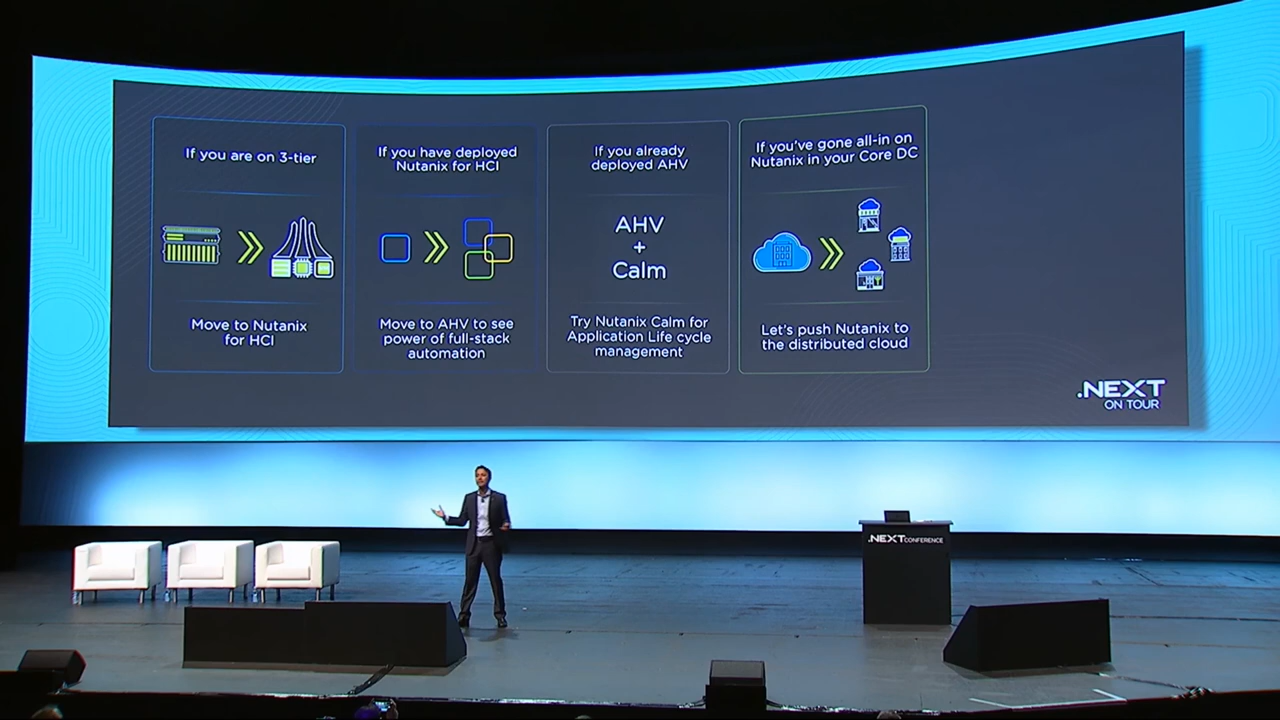 If you are on 3-tier
Move to Nutanix
for HCI
If you have deployed
Nutanix for HCI
Move to AHV to see
power of full-stack
automation
If you already
deployed AHV
AHV
+
Calm
Try Nutanix Calm for
Application Life cycle
management
If you've gone all-in on
Nutanix in your Core DC
Let's push Nutanix to
the distributed cloud
.NEXT
ON TOUR
.NEXT CONFERENCE